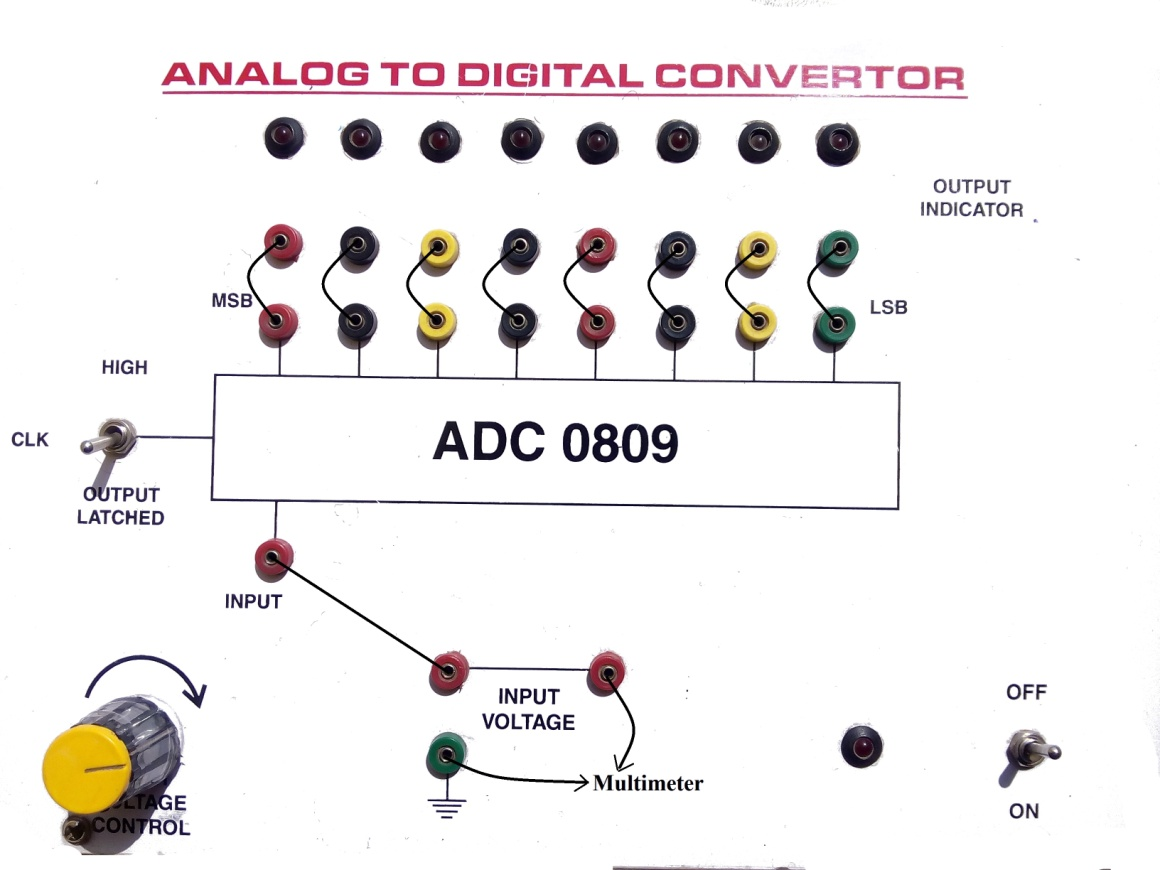 ANALOG TO DIGITAL CONVERTOR
OUTPUT
INDICATOR
MSB
LSB
HIGH
CLK
ADC 0809
OUTPUT
LATCHED
INPUT
INPUT
VOLTAGE
OFF
Multimeter
VOLTAGE
CONTROL
ON